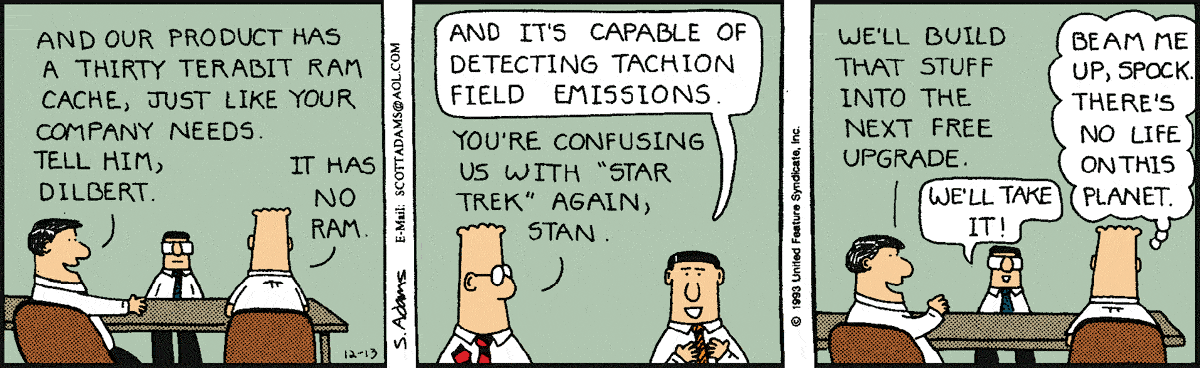 AND OUR PRODUCT HAS
A THIRTY TERABIT RAM
CACHE, JUST LIKE YOUR
COMPANY NEEDS.
TELL HIM,
DILBERT.
IT HAS
NO
RAM.
12-13
S. Adams
E-Mail: SCOTTADAMS@AOL.COM
AND IT'S CAPABLE OF
DETECTING TACHION
FIELD EMISSIONS.
YOU'RE CONFUSING
US WITH "STAR
TREK" AGAIN,
STAN.
© 1993 United Feature Syndicate, Inc.
WE'LL BUILD
THAT STUFF
INTO THE
NEXT FREE
UPGRADE.
WE'LL TAKE
IT!
BEAM ME
UP, SPOCK.
THERE'S
NO LIFE
ON THIS
PLANET.